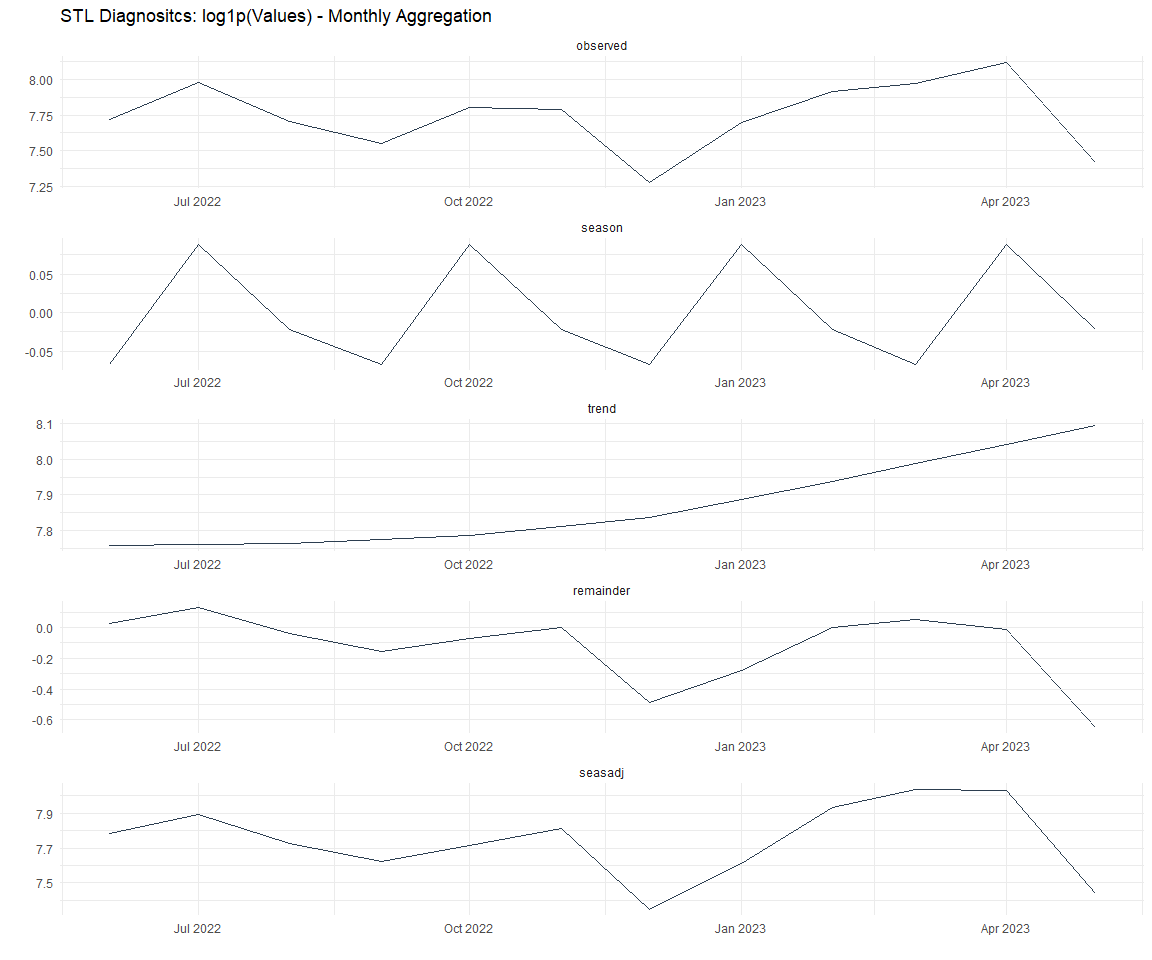 STL Diagnositcs: log1p(Values) - Monthly Aggregation
observed
8.00
7.75
7.50
7.25
Jul 2022 Oct 2022 Jan 2023 Apr 2023
season
0.05
0.00
-0.05
Jul 2022 Oct 2022 Jan 2023 Apr 2023
trend
8.1
8.0
7.9
7.8
Jul 2022 Oct 2022 Jan 2023 Apr 2023
remainder
0.0
-0.2
-0.4
-0.6
Jul 2022 Oct 2022 Jan 2023 Apr 2023
seasadj
7.9
7.7
7.5
Jul 2022 Oct 2022 Jan 2023 Apr 2023